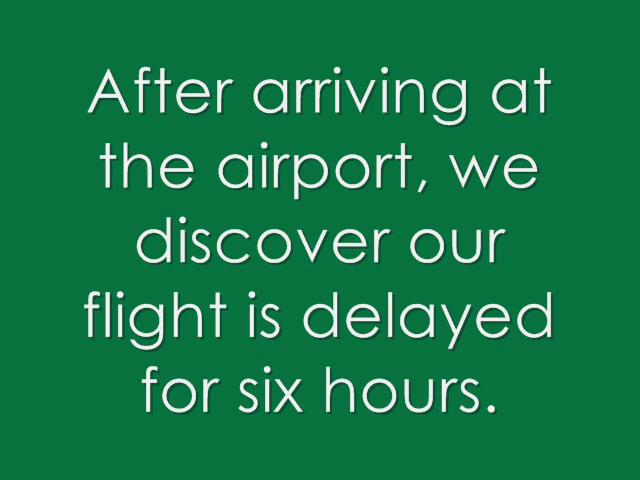 After arriving at
the airport, we
discover our
flight is delayed
for six hours.